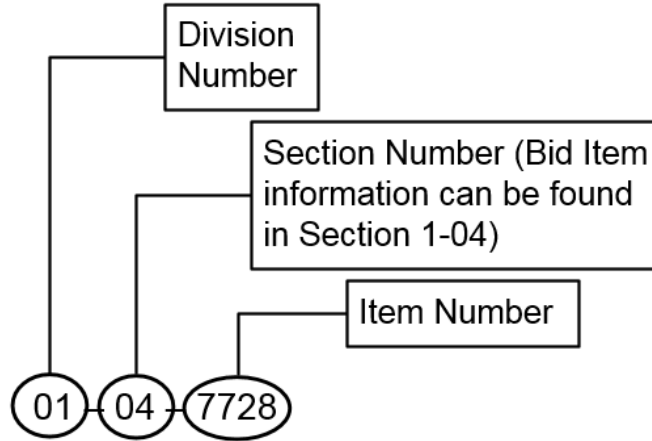 Division
Number
Section Number (Bid Item
information can be found
in Section 1-04)
Item Number
01-04-7728